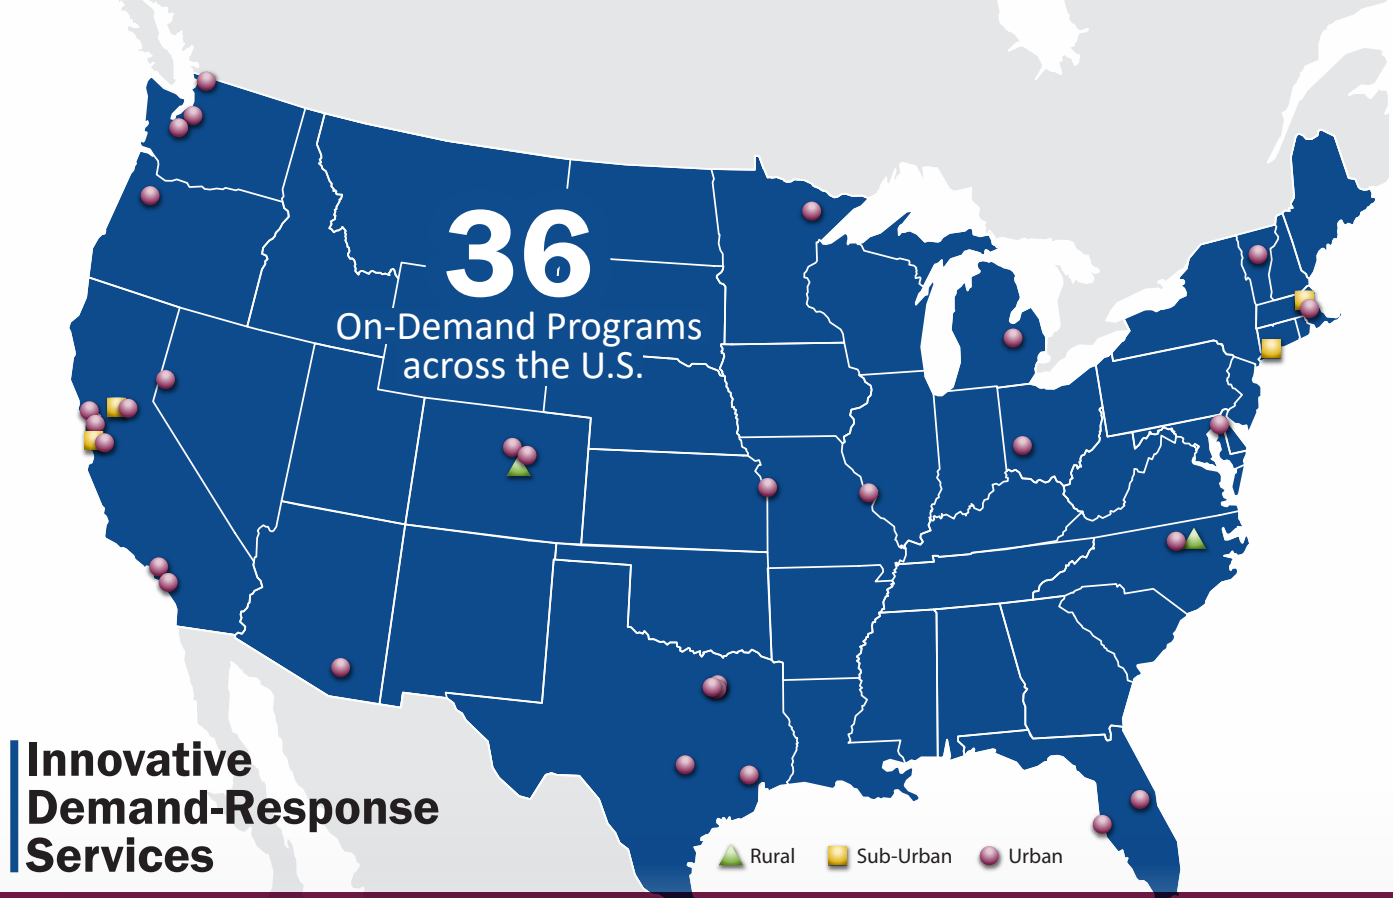 36
On-Demand Programs
across the U.S.
Innovative
Demand-Response
Services
Rural
Sub-Urban
Urban